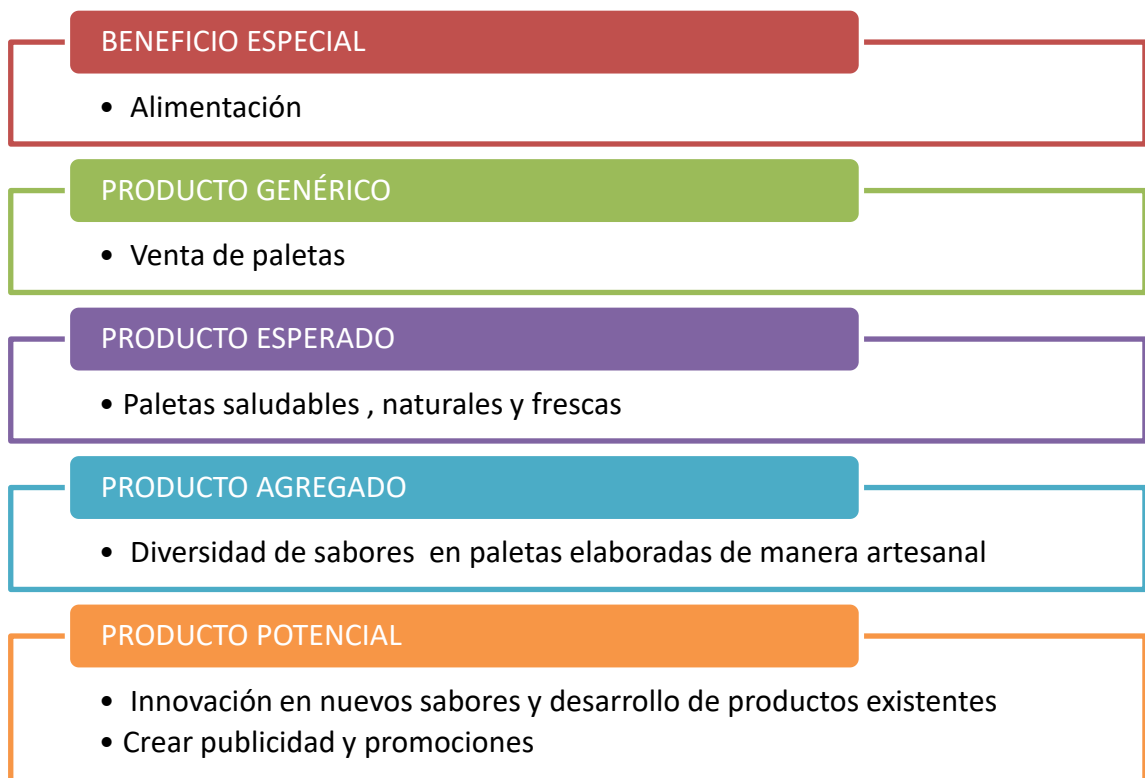 BENEFICIO ESPECIAL
• Alimentación
PRODUCTO GENÉRICO
• Venta de paletas
PRODUCTO ESPERADO
• Paletas saludables , naturales y frescas
PRODUCTO AGREGADO
• Diversidad de sabores  en paletas elaboradas de manera artesanal
PRODUCTO POTENCIAL
• Innovación en nuevos sabores y desarrollo de productos existentes
• Crear publicidad y promociones